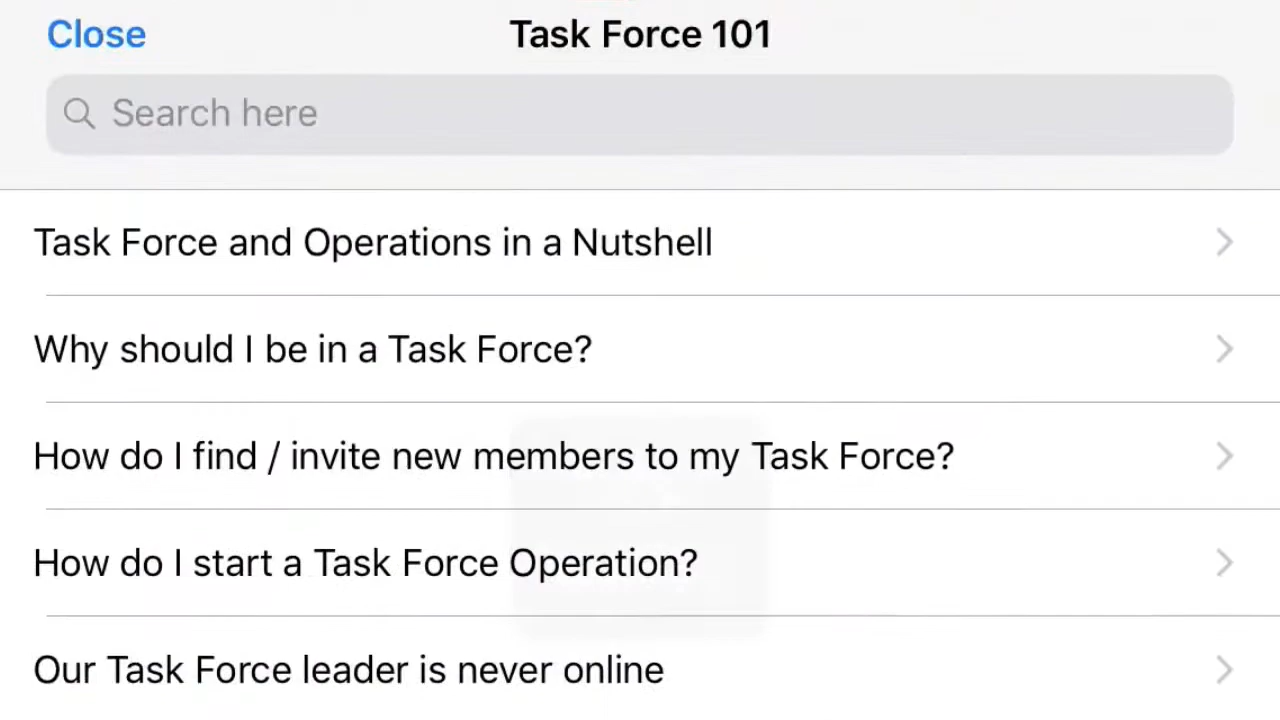 Close
Task Force 101
Search here
Task Force and Operations in a Nutshell
Why should I be in a Task Force?
How do I find / invite new members to my Task Force?
How do I start a Task Force Operation?
Our Task Force leader is never online